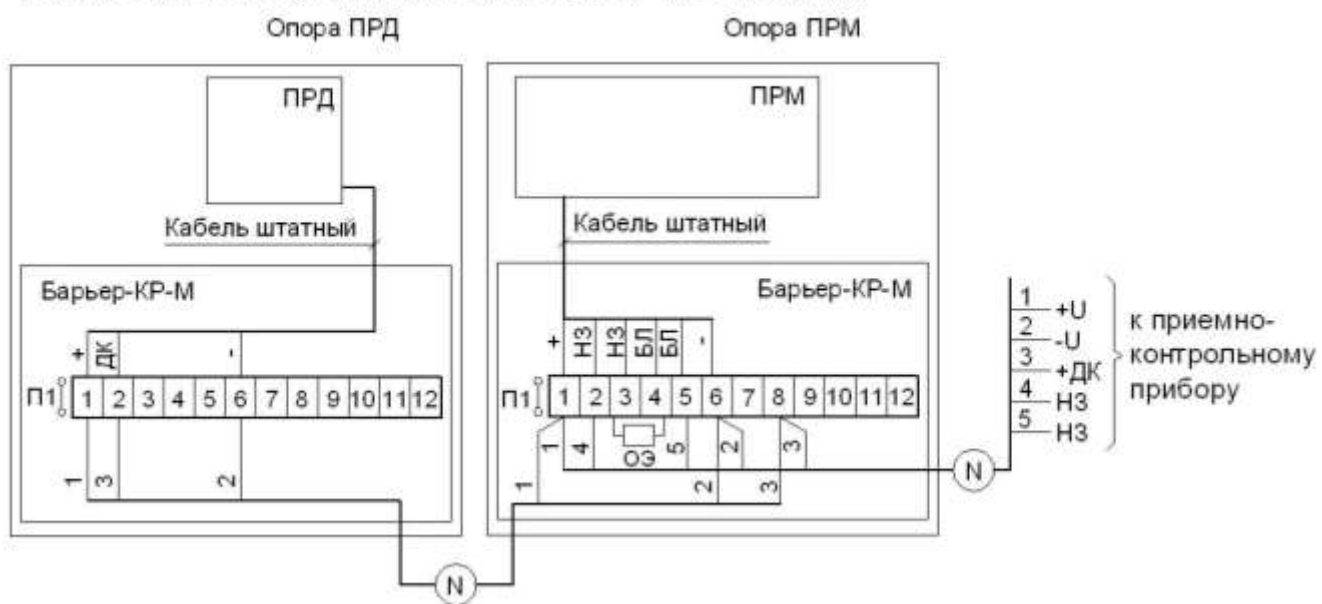 Опора ПРД
Опора ПРМ
ПРД
ПРМ
Кабель штатный
Кабель штатный
Барьер-КР-М
Барьер-КР-М
+ ДК -
+ НЗ НЗ БЛ БЛ -
П1 1 2 3 4 5 6 7 8 9 10 11 12
П1 1 2 3 4 5 6 7 8 9 10 11 12
1 3 2
1 1 4 ОЭ 5 2 2 3 3
1 +U
2 -U
3 +ДК
4 НЗ
5 НЗ
к приемно-
контрольному
прибору
N
N